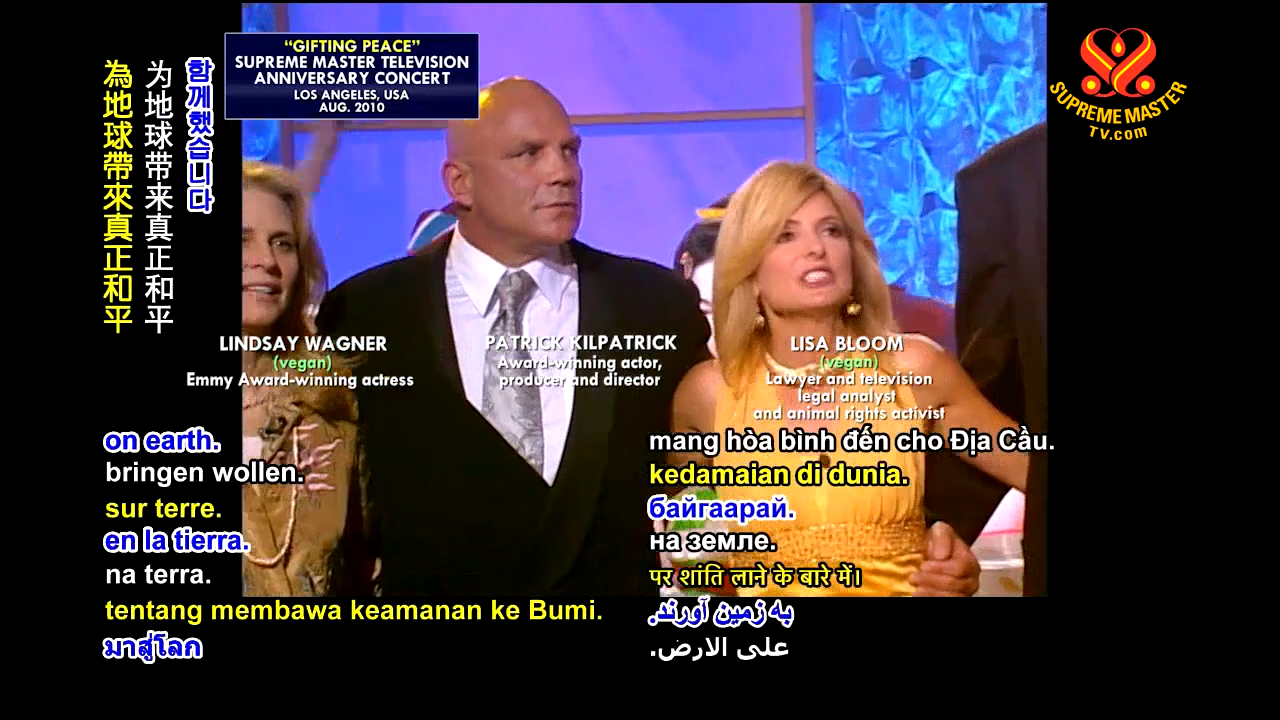 “GIFTING PEACE”
SUPREME MASTER TELEVISION
ANNIVERSARY CONCERT
LOS ANGELES, USA
AUG. 2010
SUPREME MASTER
TV.com
함께했습니다
为地球带来真正和平
為地球帶來真正和平
LINDSAY WAGNER
(vegan)
Emmy Award-winning actress
PATRICK KILPATRICK
Award-winning actor,
producer and director
LISA BLOOM
(vegan)
Lawyer and television
legal analyst
and animal rights activist
on earth.
bringen wollen.
sur terre.
en la tierra.
na terra.
tentang membawa keamanan ke Bumi.
มาสู่โลก
mang hòa bình đến cho Địa Cầu.
kedamaian di dunia.
байгаарай.
на земле.
पर शांति लाने के बारे में।
به زمین آورند.
على الارض.